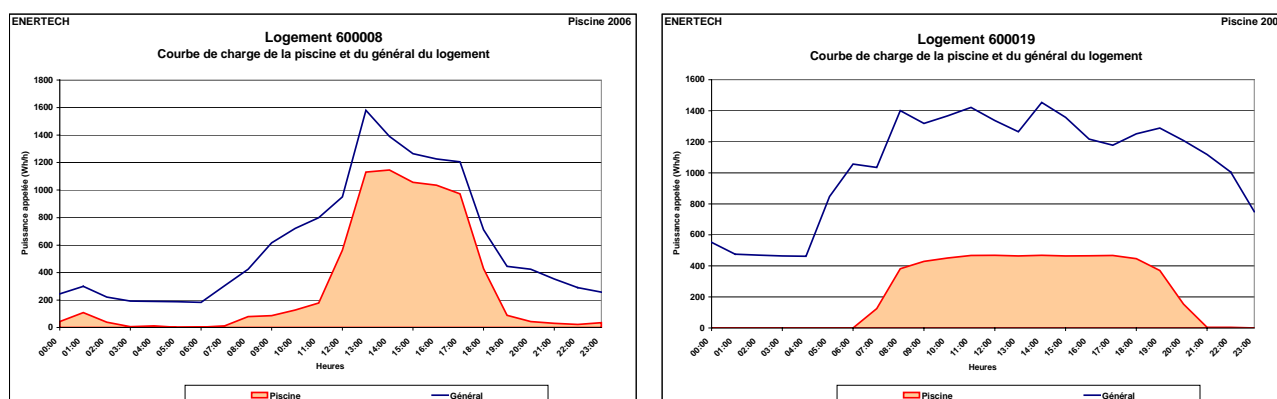 ENERTECH Piscine 2006
Logement 600008
Courbe de charge de la piscine et du général du logement
Puissance appelée (Wh/h)
1800
1600
1400
1200
1000
800
600
400
200
0
00:00 01:00 02:00 03:00 04:00 05:00 06:00 07:00 08:00 09:00 10:00 11:00 12:00 13:00 14:00 15:00 16:00 17:00 18:00 19:00 20:00 21:00 22:00 23:00
Heures
Piscine Général
ENERTECH Piscine 200
Logement 600019
Courbe de charge de la piscine et du général du logement
Puissance appelée (Wh/h)
1600
1400
1200
1000
800
600
400
200
0
00:00 01:00 02:00 03:00 04:00 05:00 06:00 07:00 08:00 09:00 10:00 11:00 12:00 13:00 14:00 15:00 16:00 17:00 18:00 19:00 20:00 21:00 22:00 23:00
Heures
Piscine Général